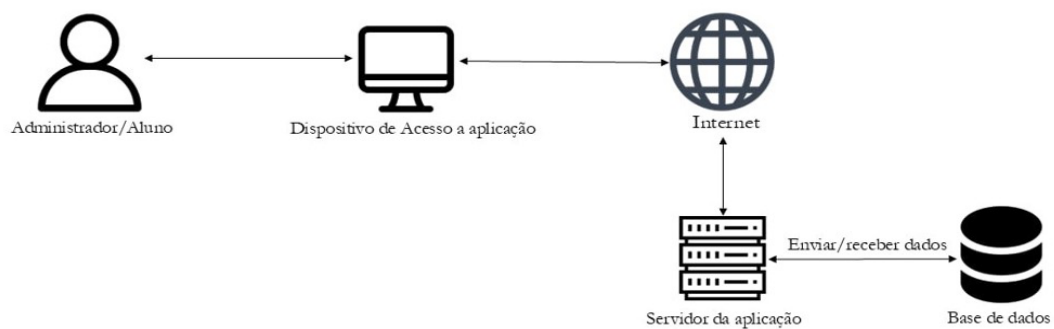 Administrador/Aluno
Dispositivo de Acesso a aplicação
Internet
Enviar/receber dados
Servidor da aplicação
Base de dados